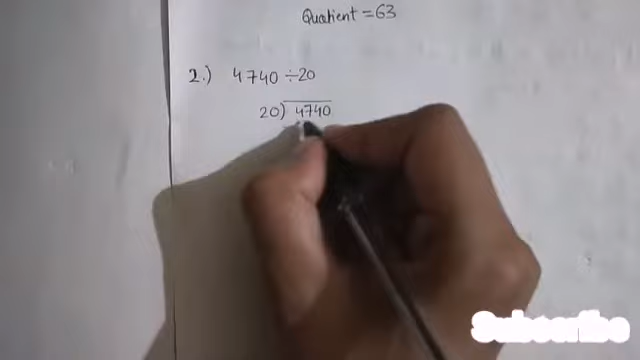 Quotient = 63
2.) 4740 ÷ 20
20) 4740
Subscribe